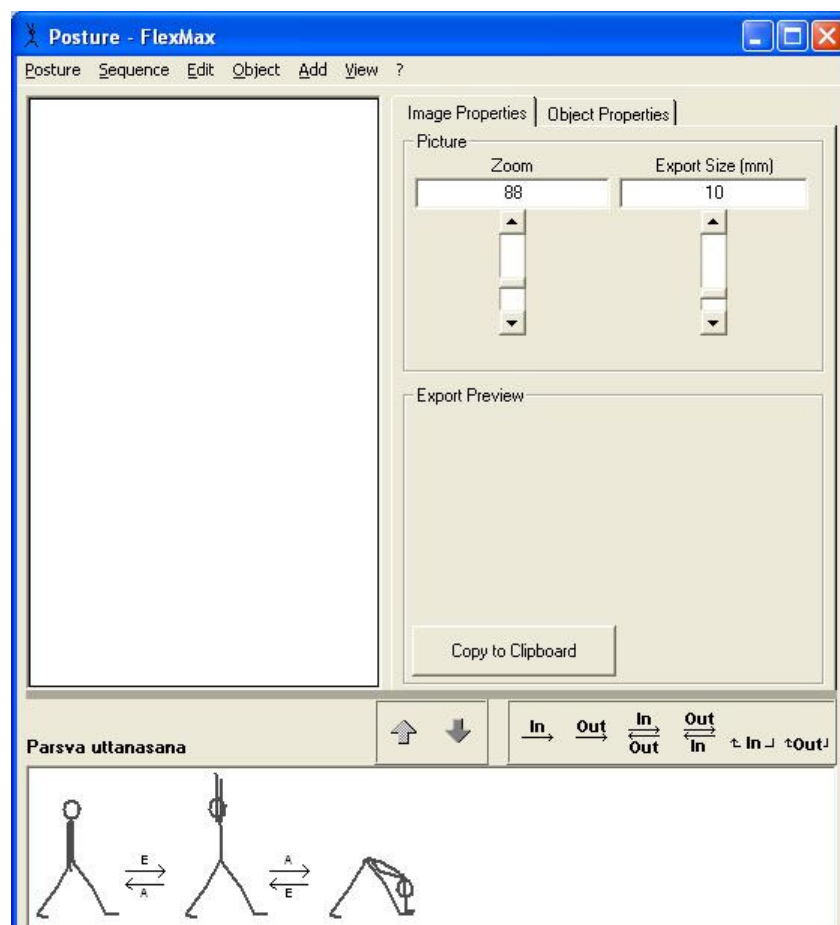 Posture - FlexMax
Posture Sequence Edit Object Add View ?
Image Properties Object Properties
Picture
Zoom Export Size (mm)
88 10
Export Preview
Copy to Clipboard
Parsva uttanasana
In Out In Out Out In In Out
E A A E